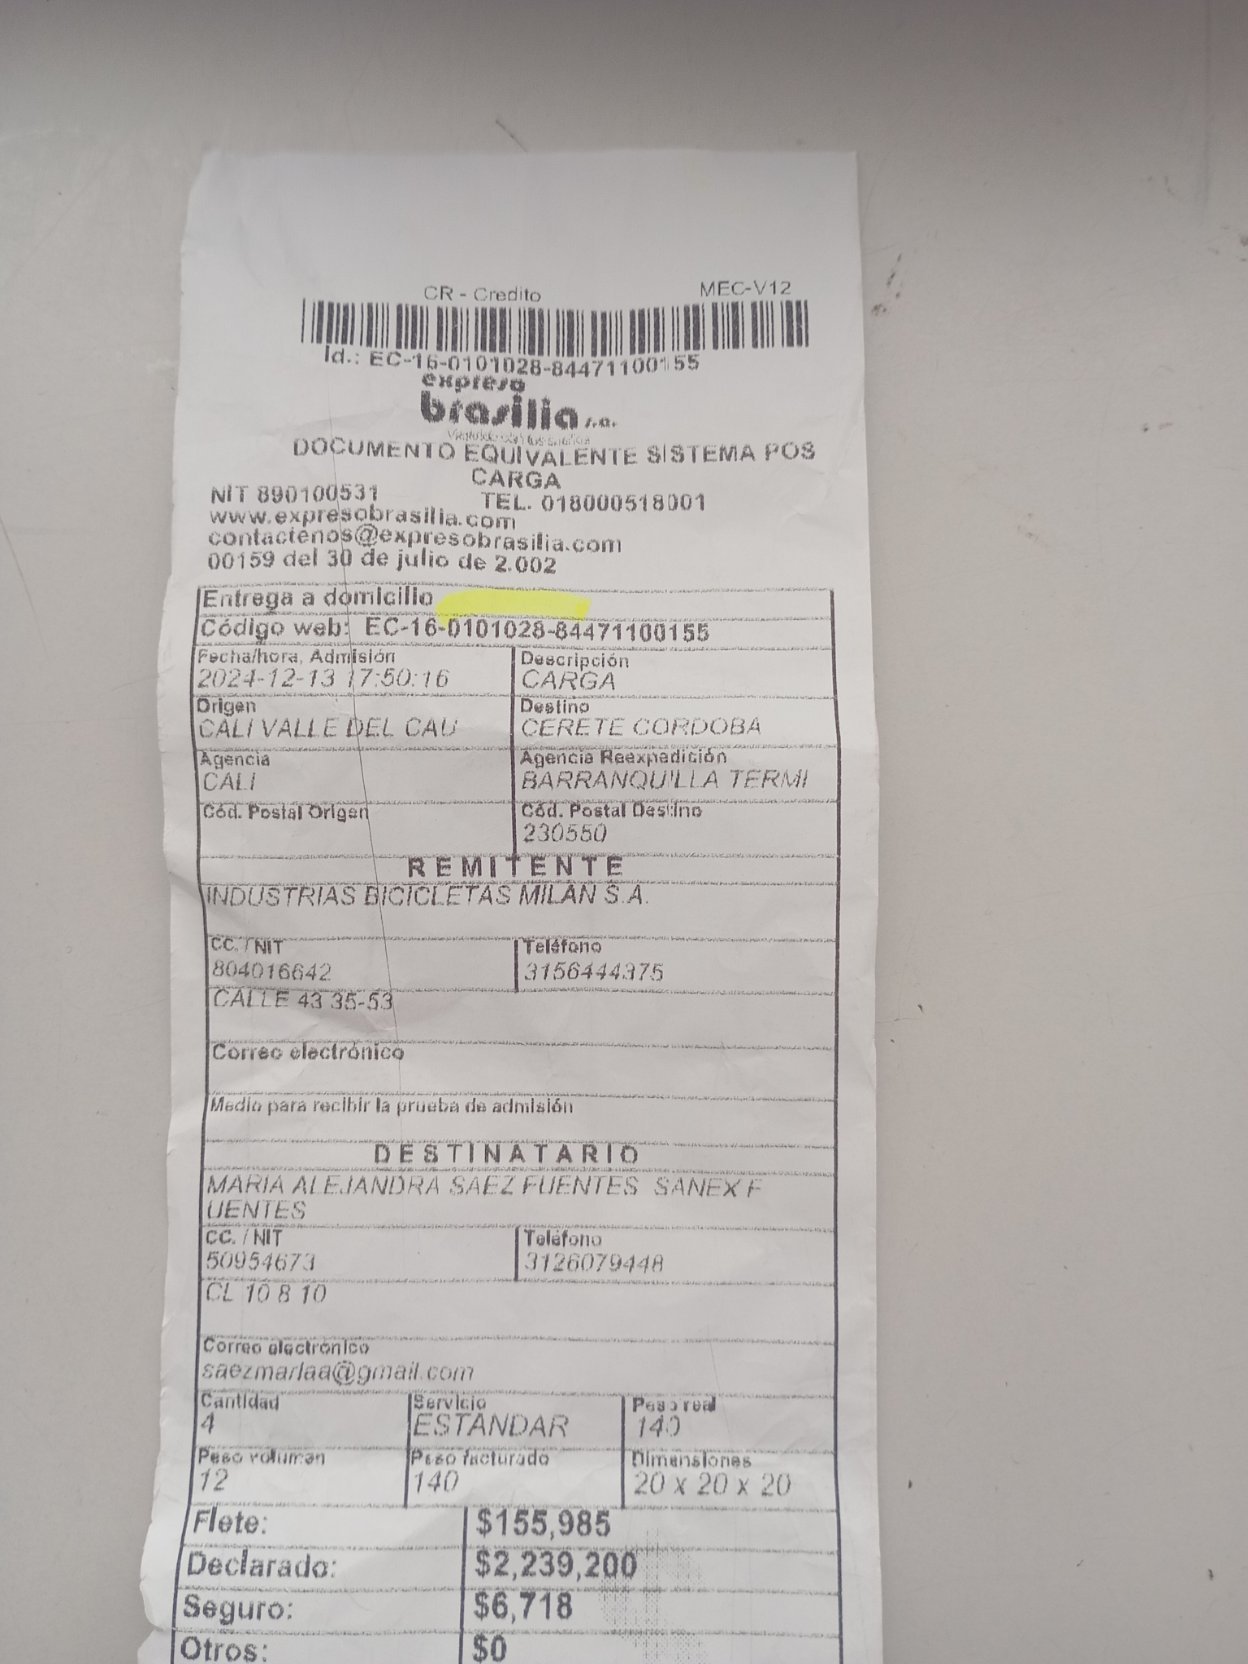 CR - Credito MEC-V12
Id.: EC-16-0101028-84471100155
expreso
brasilia s.a.
DOCUMENTO EQUIVALENTE SISTEMA POS
CARGA
NIT 890100531 TEL. 018000518001
www.expresobrasilia.com
contactenos@expresobrasilia.com
00159 del 30 de julio de 2.002
Entrega a domicilio
Código web: EC-16-0101028-84471100155
Fecha/hora, Admisión Descripción
2024-12-13 17:50:16 CARGA
Origen Destino
CALI VALLE DEL CAU CERETE CORDOBA
Agencia Agencia Reexpedición
CALI BARRANQUILLA TERMI
Cód. Postal Origen Cód. Postal Destino
230550
REMITENTE
INDUSTRIAS BICICLETAS MILAN S.A.
CC. / NIT Teléfono
804016642 3156444375
CALLE 43 35-53
Correo electrónico
Medio para recibir la prueba de admisión
DESTINATARIO
MARIA ALEJANDRA SAEZ FUENTES SANEX F
UENTES
CC. / NIT Teléfono
50954673 3126079448
CL 10 8 10
Correo electrónico
saezmarlaa@gmail.com
Cantidad Servicio Peso real
4 ESTANDAR 140
Peso volumen Peso facturado Dimensiones
12 140 20 x 20 x 20
Flete: $155,985
Declarado: $2,239,200
Seguro: $6,718
Otros: $0